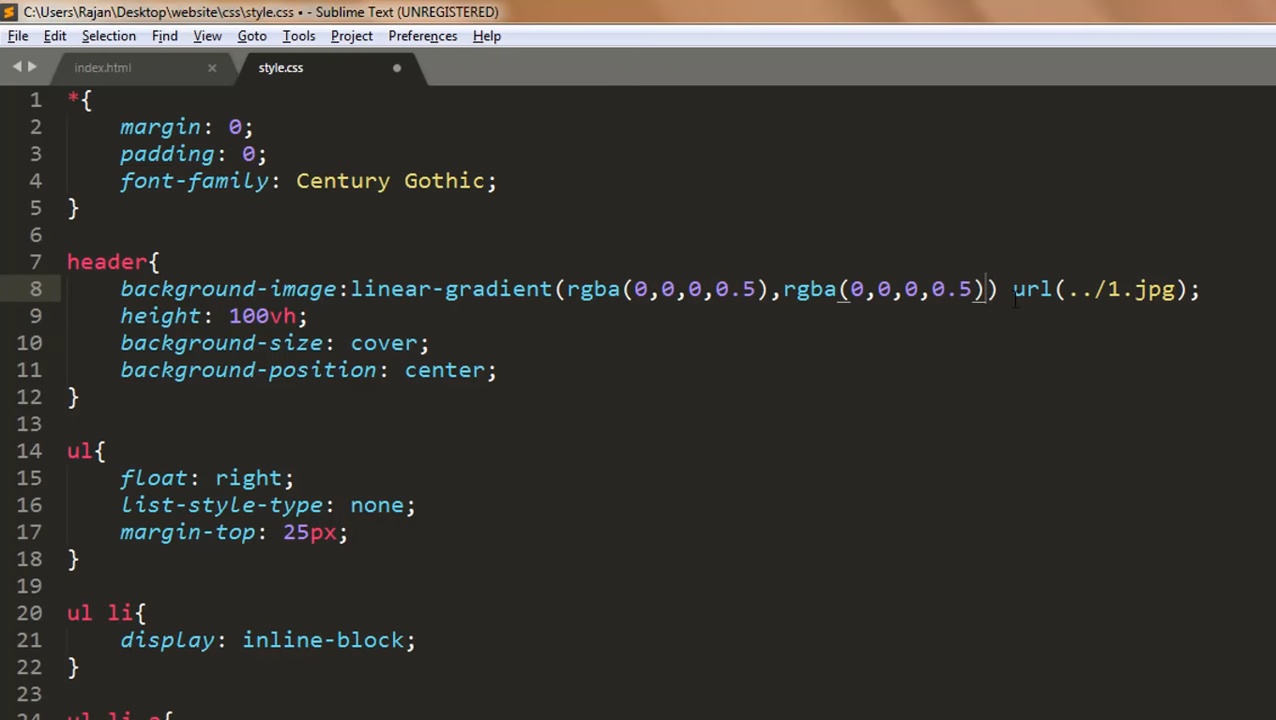 C:\Users\Rajan\Desktop\website\css\style.css • - Sublime Text (UNREGISTERED)
File Edit Selection Find View Goto Tools Project Preferences Help
index.html × style.css
1 *{
2 margin: 0;
3 padding: 0;
4 font-family: Century Gothic;
5 }
6
7 header{
8 background-image:linear-gradient(rgba(0,0,0,0.5),rgba(0,0,0,0.5)) url(../1.jpg);
9 height: 100vh;
10 background-size: cover;
11 background-position: center;
12 }
13
14 ul{
15 float: right;
16 list-style-type: none;
17 margin-top: 25px;
18 }
19
20 ul li{
21 display: inline-block;
22 }
23
24 ul li a{